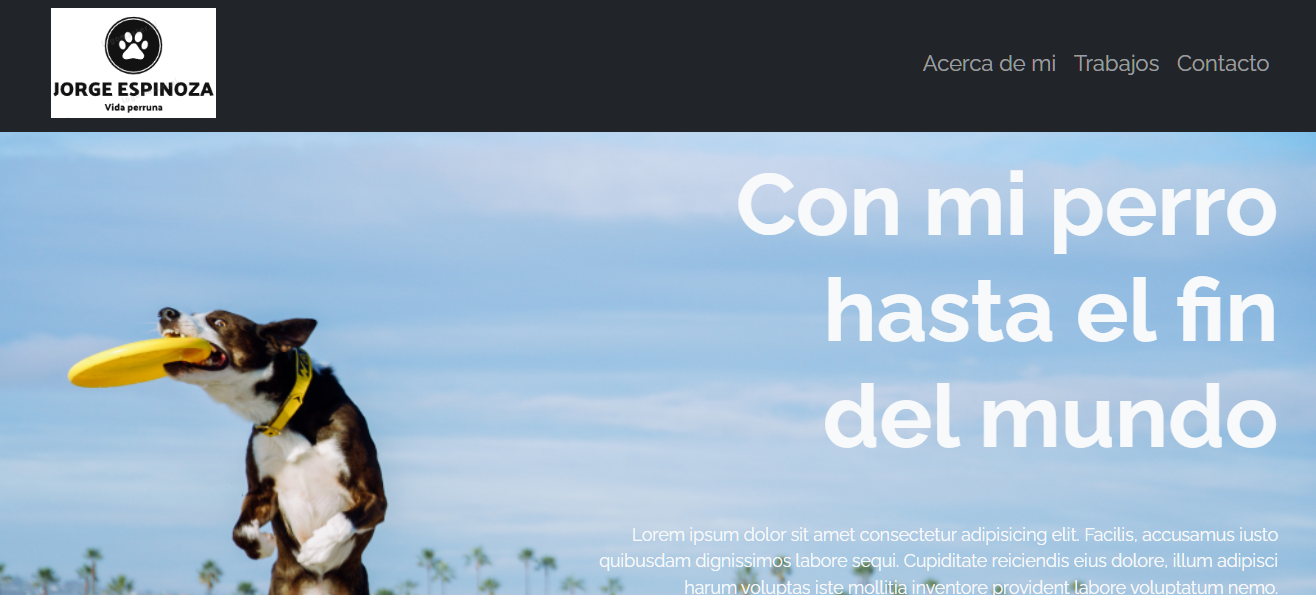 JORGE ESPINOZA
Vida perruna
Acerca de mi Trabajos Contacto
Con mi perro
hasta el fin
del mundo
Lorem ipsum dolor sit amet consectetur adipisicing elit. Facilis, accusamus iusto
quibusdam dignissimos labore sequi. Cupiditate reiciendis eius dolore, illum adipisci
harum voluptas iste mollitia inventore provident labore voluptatum nemo.